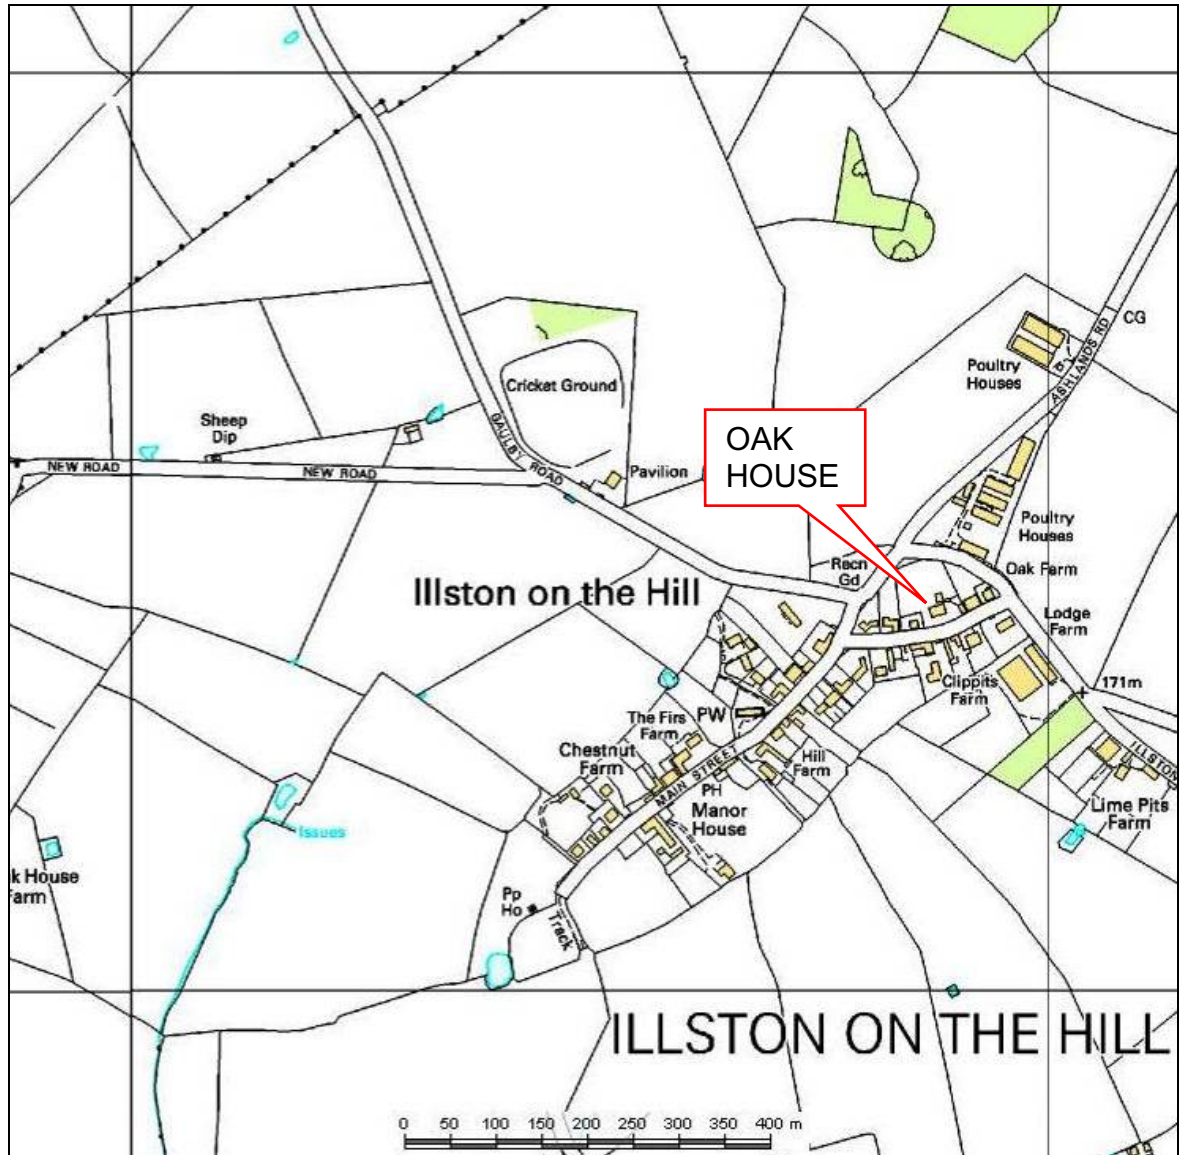 CG
ASHLANDS RD
Poultry
Houses
Cricket Ground
GAULBY ROAD
Sheep
Dip
NEW ROAD
NEW ROAD
Pavilion
OAK
HOUSE
Poultry
Houses
Recn
Gd
Oak Farm
Illston on the Hill
Lodge
Farm
Clippits
Farm
171m
PW
The Firs
Farm
Chestnut
Farm
MAIN STREET
Hill
Farm
PH
Manor
House
ILLSTON
Lime Pits
Farm
Issues
k House
Farm
Pp
Ho
Track
ILLSTON ON THE HILL
0 50 100 150 200 250 300 350 400 m